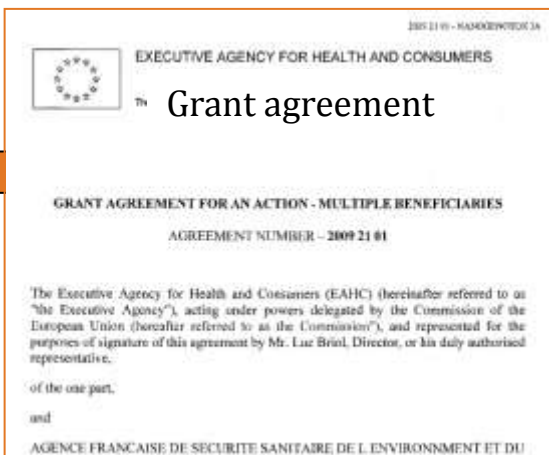 EXECUTIVE AGENCY FOR HEALTH AND CONSUMERS
Grant agreement
GRANT AGREEMENT FOR AN ACTION - MULTIPLE BENEFICIARIES
AGREEMENT NUMBER – 2009 21 01
The Executive Agency for Health and Consumers (EAHC) (hereinafter referred to as
"the Executive Agency"), acting under powers delegated by the Commission of the
European Union (hereafter referred to as the Commission"), and represented for the
purposes of signature of this agreement by Mr. Luc Briol, Director, or his duly authorised
representative,
of the one part,
and
AGENCE FRANCAISE DE SECURITE SANITAIRE DE L ENVIRONNMENT ET DU